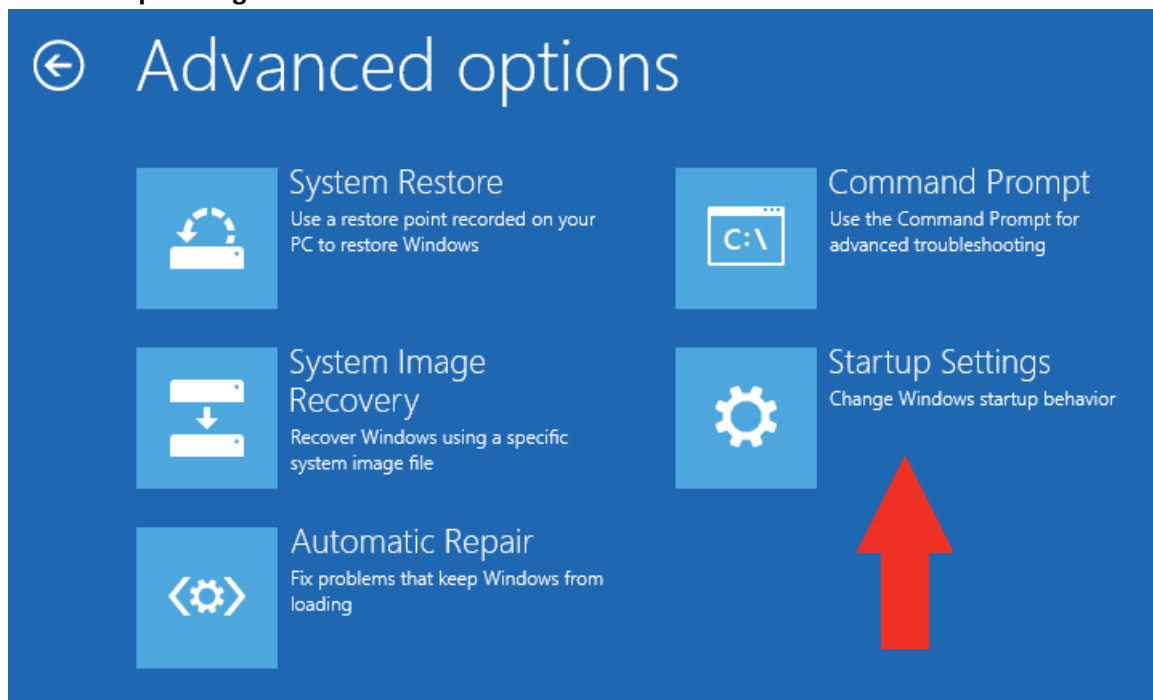 Advanced options
System Restore
Use a restore point recorded on your
PC to restore Windows
System Image
Recovery
Recover Windows using a specific
system image file
Automatic Repair
Fix problems that keep Windows from
loading
Command Prompt
Use the Command Prompt for
advanced troubleshooting
C:\
Startup Settings
Change Windows startup behavior